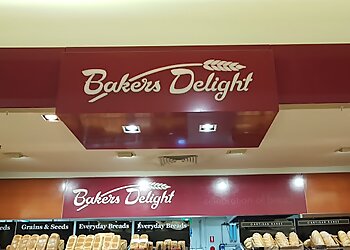 Bakers Delight
Bakers Delight
Grains & Seeds
Everyday Breads
Everyday Breads